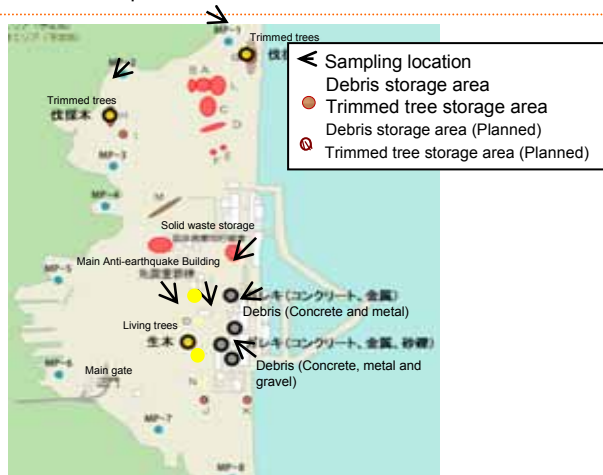 MP-1
Trimmed trees
伐採木
MP-2
B A
L
C
D
Trimmed trees
伐採木
H
I
MP-3
MP-4
M
Solid waste storage
Main Anti-earthquake Building
免震重要棟
MP-5
ガレキ(コンクリート、金属)
Debris (Concrete and metal)
Living trees
生木
ガレキ(コンクリート、金属、砂礫)
Debris (Concrete, metal and
gravel)
MP-6
Main gate
N
J
K
MP-7
MP-8
Sampling location
Debris storage area
Trimmed tree storage area
Debris storage area (Planned)
Trimmed tree storage area (Planned)